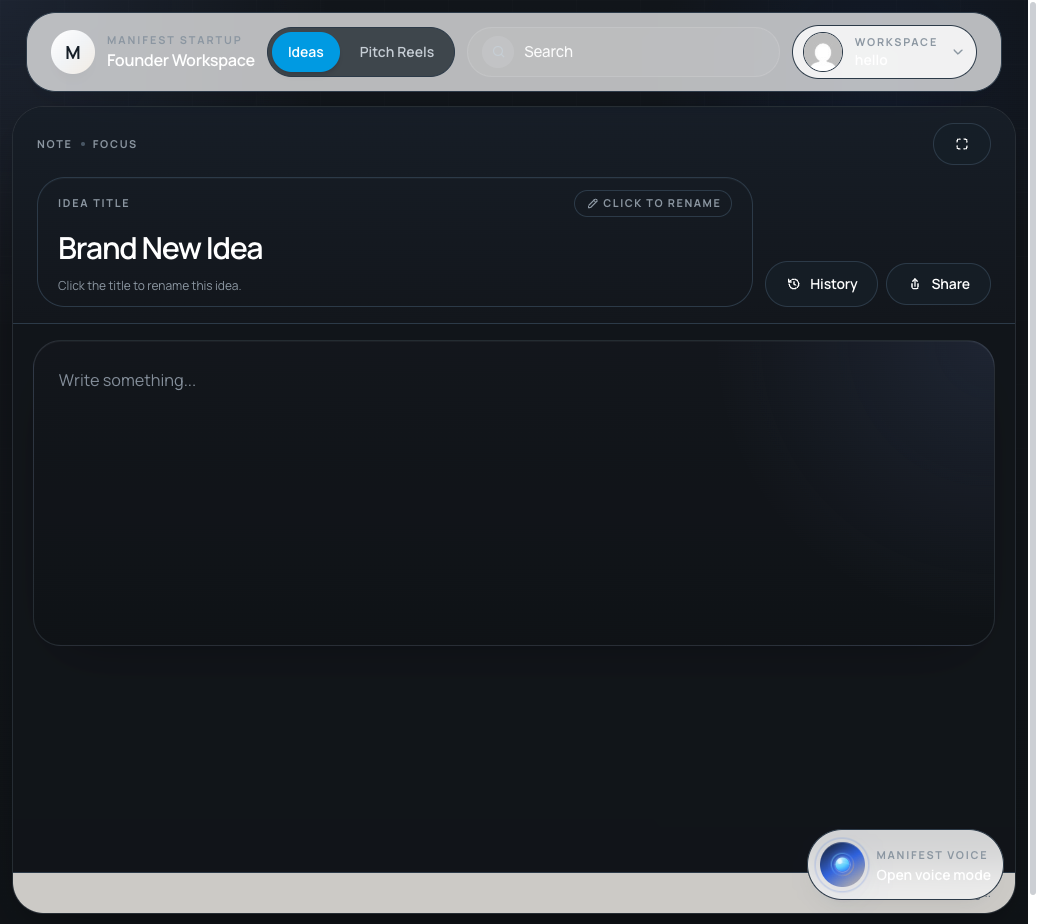 M
MANIFEST STARTUP
Founder Workspace
Ideas
Pitch Reels
Search
WORKSPACE
hello
NOTE • FOCUS
IDEA TITLE
CLICK TO RENAME
Brand New Idea
Click the title to rename this idea.
History
Share
Write something...
MANIFEST VOICE
Open voice mode